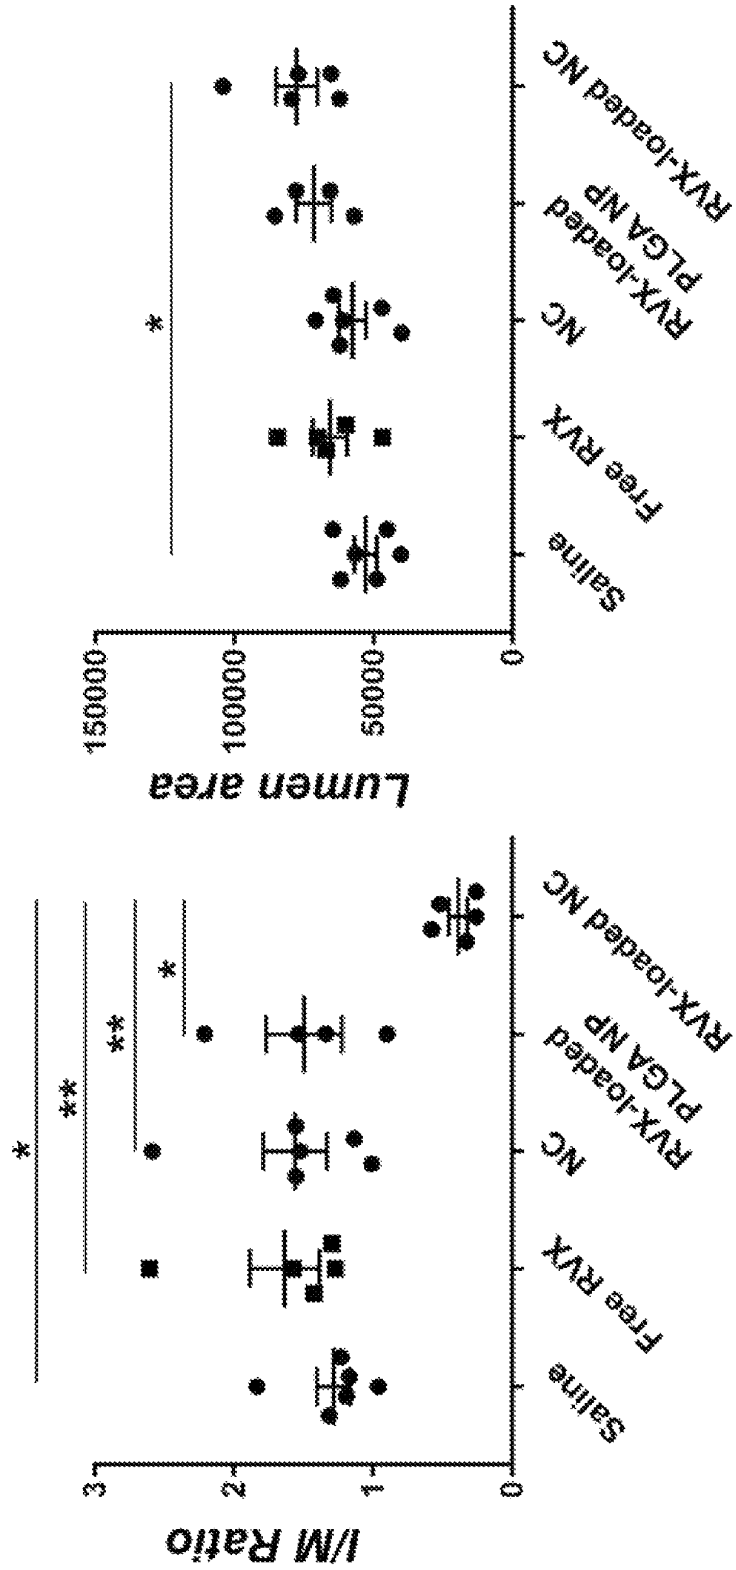 I/M Ratio
3
2
1
0
*
**
**
*
Saline
Free RVX
NC
RVX-loaded
PLGA NP
RVX-loaded NC
Lumen area
150000
100000
50000
0
*
Saline
Free RVX
NC
RVX-loaded
PLGA NP
RVX-loaded NC